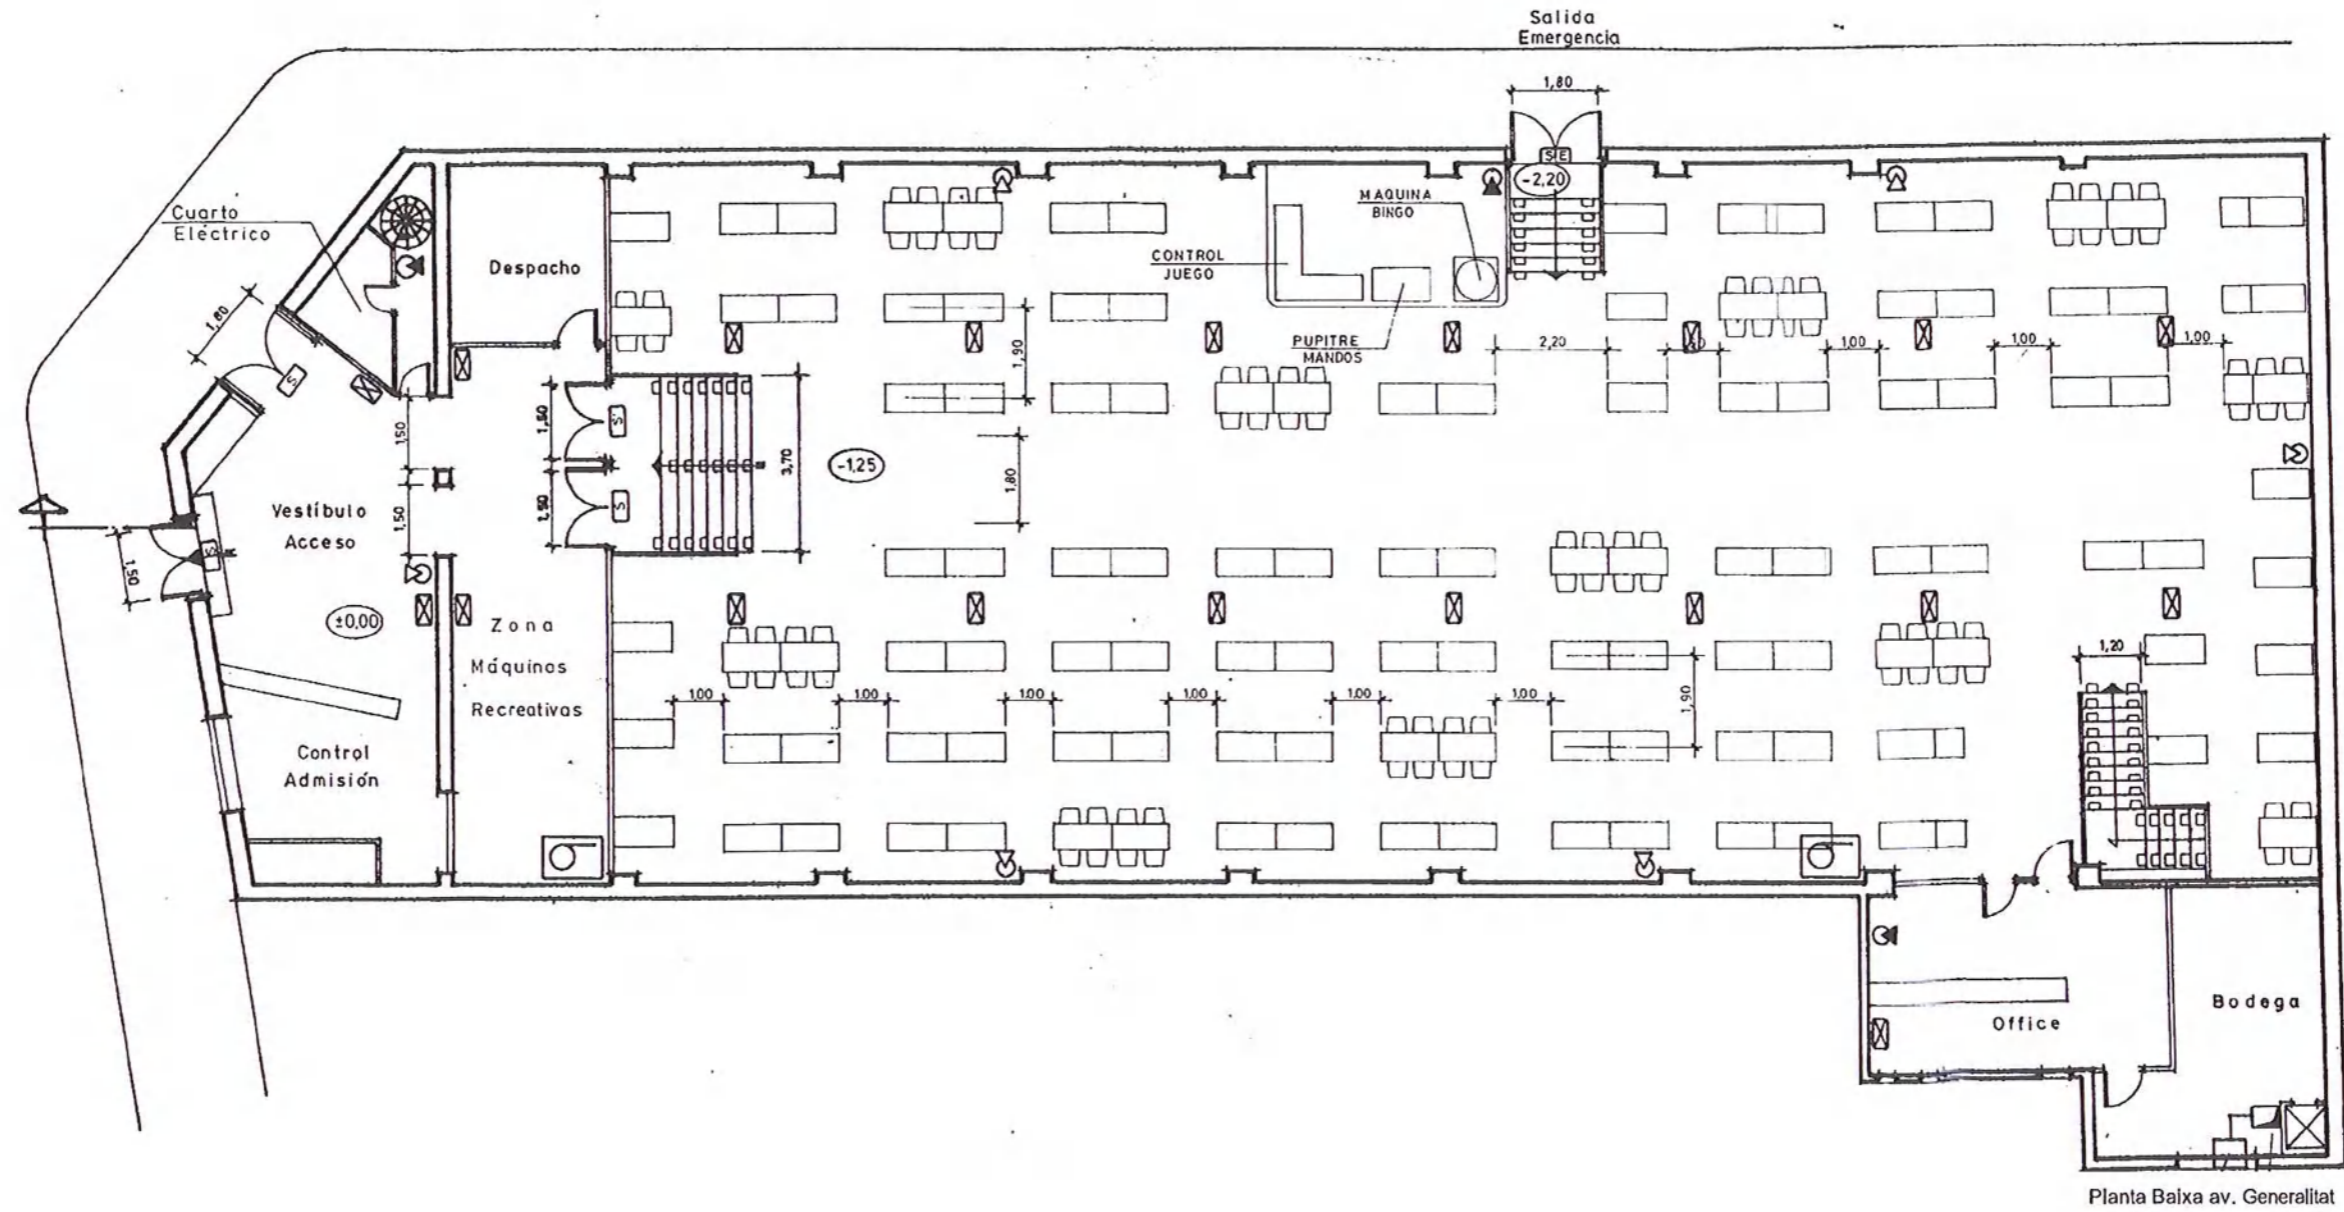 Salida
Emergencia
1,80
S E
-2,20
Cuarto
Eléctrico
Despacho
MAQUINA
BINGO
CONTROL
JUEGO
PUPITRE
MANDOS
1,80
S
1,90
2,20
1,00
1,00
1,00
1,50
1,50
S
3,70
-1,25
1,80
1,50
1,50
S
Vestíbulo
Acceso
1,50
S
±0,00
Zona
Máquinas
Recreativas
1,00
1,00
1,00
1,00
1,00
1,00
1,90
1,20
Control
Admisión
Bodega
Office
Planta Baixa av. Generalitat